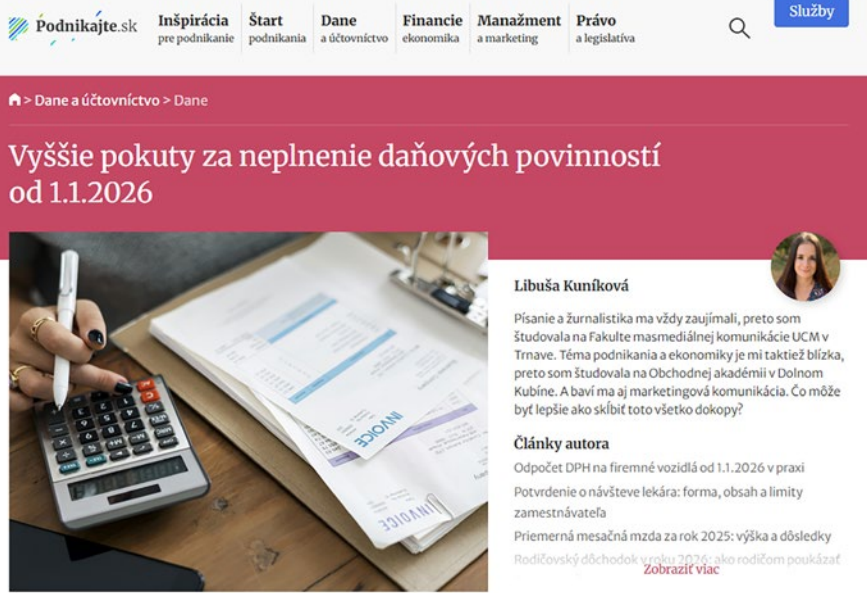 Podnikajte.sk
Inšpirácia
pre podnikanie
Štart
podnikania
Dane
a účtovníctvo
Financie
ekonomika
Manažment
a marketing
Právo
a legislatíva
Služby
> Dane a účtovníctvo > Dane
Vyššie pokuty za neplnenie daňových povinností
od 1.1.2026
INVOICE
INVOICE
Libuša Kuníková
Písanie a žurnalistika ma vždy zaujímali, preto som
študovala na Fakulte masmediálnej komunikácie UCM v
Trnave. Téma podnikania a ekonomiky je mi taktiež blízka,
preto som študovala na Obchodnej akadémii v Dolnom
Kubíne. A baví ma aj marketingová komunikácia. Čo môže
byť lepšie ako skĺbiť toto všetko dokopy?
Články autora
Odpočet DPH na firemné vozidlá od 1.1.2026 v praxi
Potvrdenie o návšteve lekára: forma, obsah a limity
zamestnávateľa
Priemerná mesačná mzda za rok 2025: výška a dôsledky
Rodičovský dôchodok v roku 2026: ako rodičom poukázať
Zobraziť viac